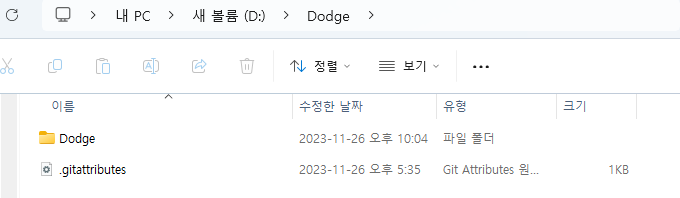 내 PC > 새 볼륨 (D:) > Dodge >
정렬 보기 ...
이름 수정한 날짜 유형 크기
Dodge 2023-11-26 오후 10:04 파일 폴더
.gitattributes 2023-11-26 오후 5:35 Git Attributes 원... 1KB